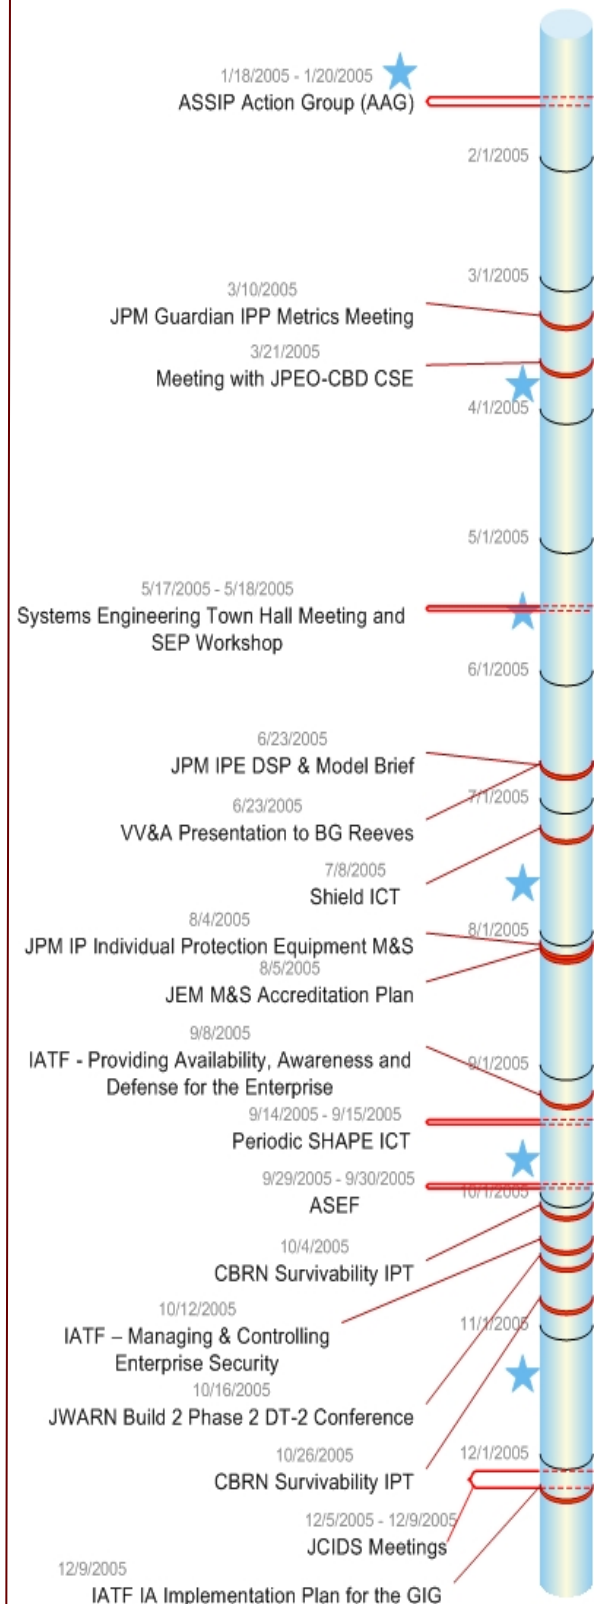 1/18/2005 - 1/20/2005
ASSIP Action Group (AAG)
2/1/2005
3/1/2005
3/10/2005
JPM Guardian IPP Metrics Meeting
3/21/2005
Meeting with JPEO-CBD CSE
4/1/2005
5/1/2005
5/17/2005 - 5/18/2005
Systems Engineering Town Hall Meeting and
SEP Workshop
6/1/2005
6/23/2005
JPM IPE DSP & Model Brief
7/1/2005
6/23/2005
VV&A Presentation to BG Reeves
7/8/2005
Shield ICT
8/4/2005
8/1/2005
JPM IP Individual Protection Equipment M&S
8/5/2005
JEM M&S Accreditation Plan
9/8/2005
IATF - Providing Availability, Awareness and
9/1/2005
Defense for the Enterprise
9/14/2005 - 9/15/2005
Periodic SHAPE ICT
9/29/2005 - 9/30/2005
10/1/2005
ASEF
10/4/2005
CBRN Survivability IPT
10/12/2005
11/1/2005
IATF – Managing & Controlling
Enterprise Security
10/16/2005
JWARN Build 2 Phase 2 DT-2 Conference
12/1/2005
10/26/2005
CBRN Survivability IPT
12/5/2005 - 12/9/2005
JCIDS Meetings
12/9/2005
IATF IA Implementation Plan for the GIG